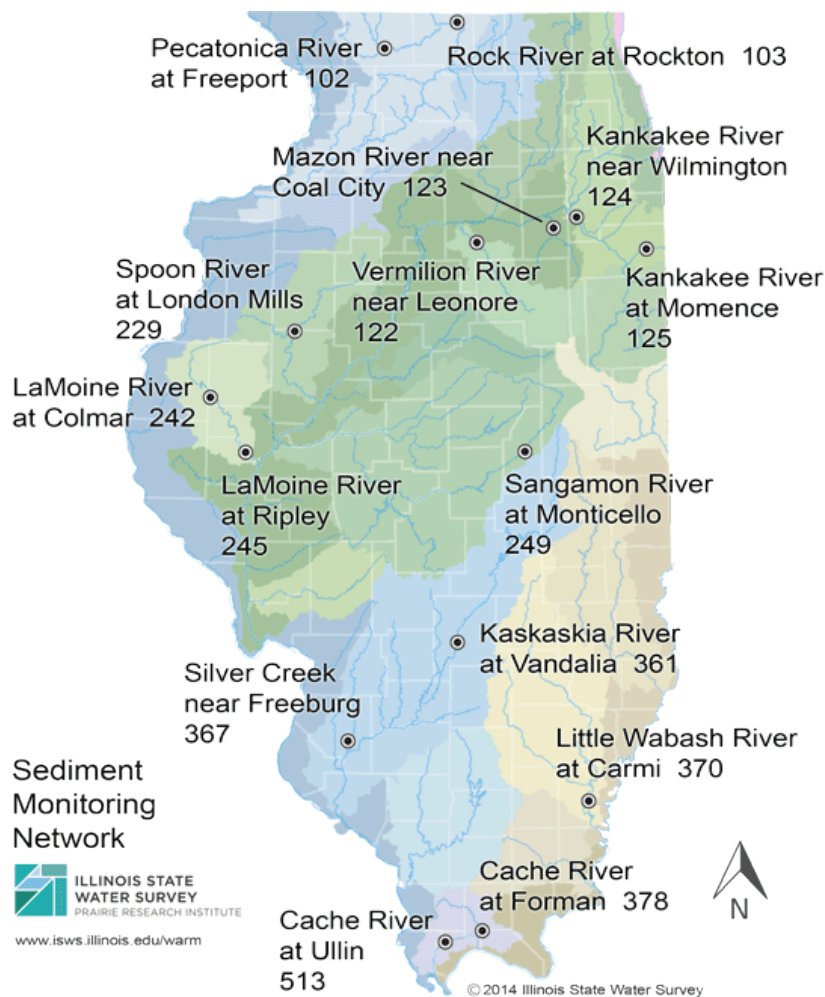 Pecatonica River
at Freeport 102
Rock River at Rockton 103
Mazon River near
Coal City 123
Kankakee River
near Wilmington
124
Spoon River
at London Mills
229
Vermilion River
near Leonore
122
Kankakee River
at Momence
125
LaMoine River
at Colmar 242
LaMoine River
at Ripley
245
Sangamon River
at Monticello
249
Kaskaskia River
at Vandalia 361
Silver Creek
near Freeburg
367
Little Wabash River
at Carmi 370
Sediment
Monitoring
Network
ILLINOIS STATE
WATER SURVEY
PRAIRIE RESEARCH INSTITUTE
www.isws.illinois.edu/warm
Cache River
at Forman 378
Cache River
at Ullin
513
N
© 2014 Illinois State Water Survey